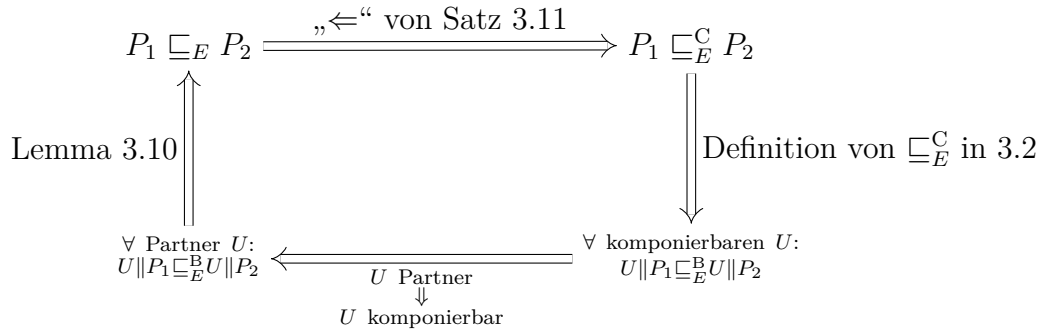 „⇐“ von Satz 3.11
P₁ ⊑_E P₂
P₁ ⊑_E^C P₂
Lemma 3.10
Definition von ⊑_E^C in 3.2
∀ Partner U:
U∥P₁⊑_E^B U∥P₂
∀ komponierbaren U:
U∥P₁⊑_E^B U∥P₂
U Partner
⇓
U komponierbar